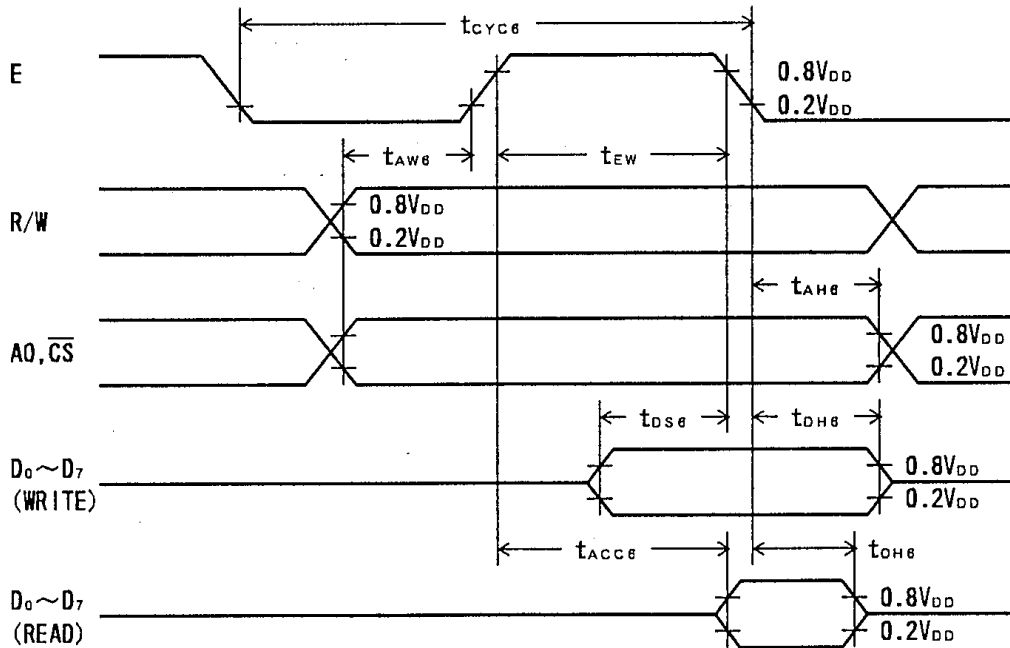 tCYC6
E
0.8VDD
0.2VDD
tAW6
tEW
R/W
0.8VDD
0.2VDD
tAH6
A0,C̅S̅
0.8VDD
0.2VDD
tDS6
tDH6
D0~D7
(WRITE)
0.8VDD
0.2VDD
tACC6
tOH6
D0~D7
(READ)
0.8VDD
0.2VDD